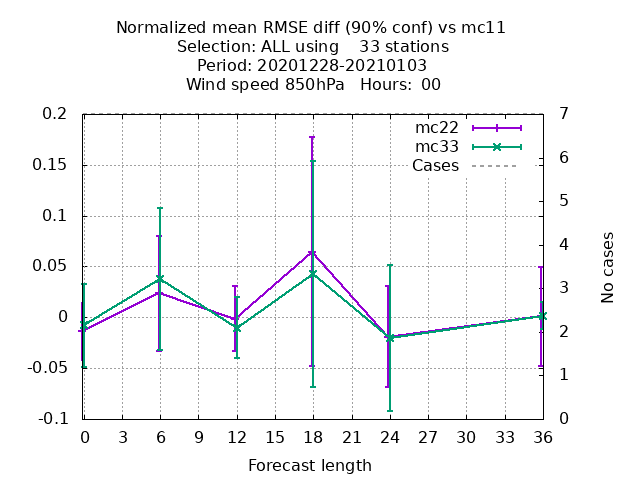 Normalized mean RMSE diff (90% conf) vs mc11
Selection: ALL using    33 stations
Period: 20201228-20210103
Wind speed 850hPa   Hours:  00
mc22
mc33
Cases
0.2
0.15
0.1
0.05
0
-0.05
-0.1
7
6
5
4
3
2
1
0
No cases
0 3 6 9 12 15 18 21 24 27 30 33 36
Forecast length